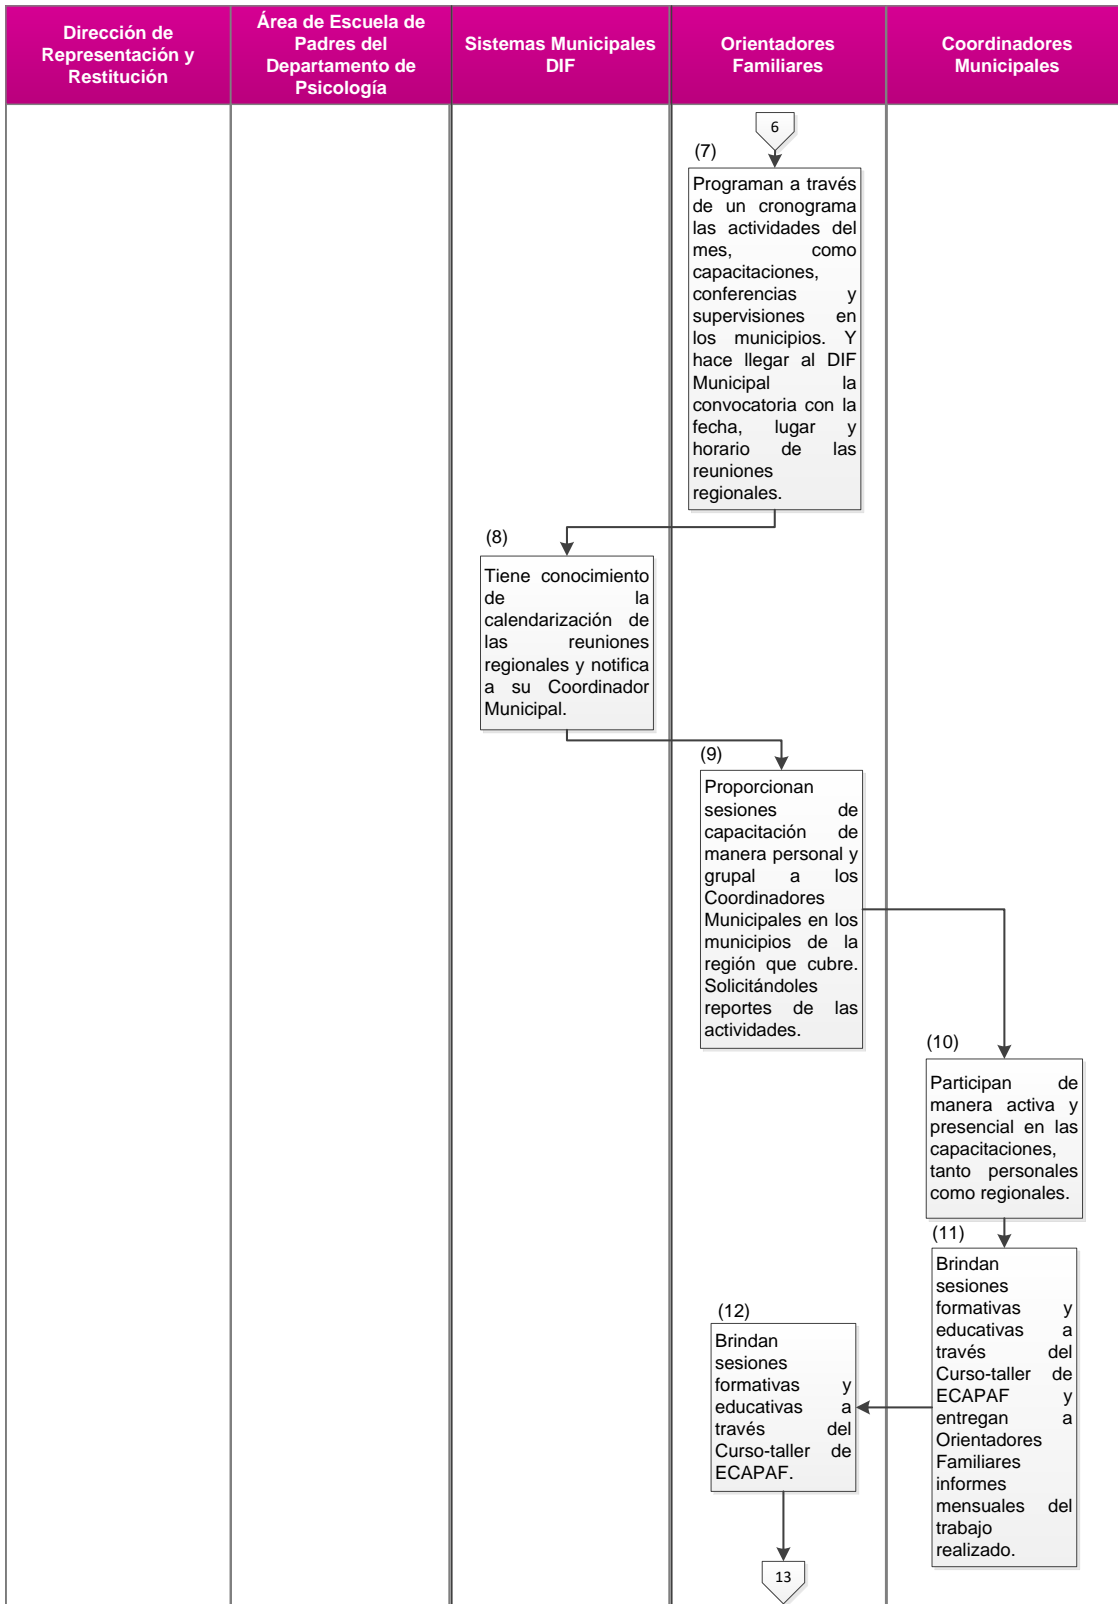 Dirección de
Representación y
Restitución
Área de Escuela de
Padres del
Departamento de
Psicología
Sistemas Municipales
DIF
Orientadores
Familiares
Coordinadores
Municipales
6
(7)
Programan a través
de un cronograma
las actividades del
mes, como
capacitaciones,
conferencias y
supervisiones en
los municipios. Y
hace llegar al DIF
Municipal la
convocatoria con la
fecha, lugar y
horario de las
reuniones
regionales.
(8)
Tiene conocimiento
de la
calendarización de
las reuniones
regionales y notifica
a su Coordinador
Municipal.
(9)
Proporcionan
sesiones de
capacitación de
manera personal y
grupal a los
Coordinadores
Municipales en los
municipios de la
región que cubre.
Solicitándoles
reportes de las
actividades.
(10)
Participan de
manera activa y
presencial en las
capacitaciones,
tanto personales
como regionales.
(11)
Brindan
sesiones
formativas y
educativas a
través del
Curso-taller de
ECAPAF y
entregan a
Orientadores
Familiares
informes
mensuales del
trabajo
realizado.
(12)
Brindan
sesiones
formativas y
educativas a
través del
Curso-taller de
ECAPAF.
13